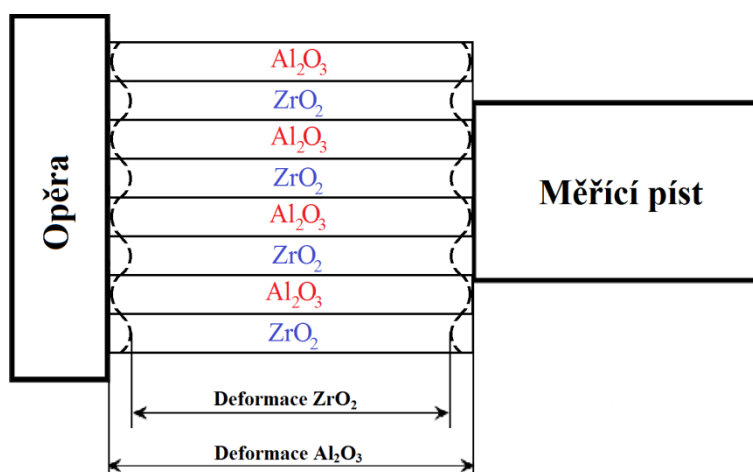 Opěra
Al₂O₃
ZrO₂
Al₂O₃
ZrO₂
Al₂O₃
ZrO₂
Al₂O₃
ZrO₂
Měřící píst
Deformace ZrO₂
Deformace Al₂O₃